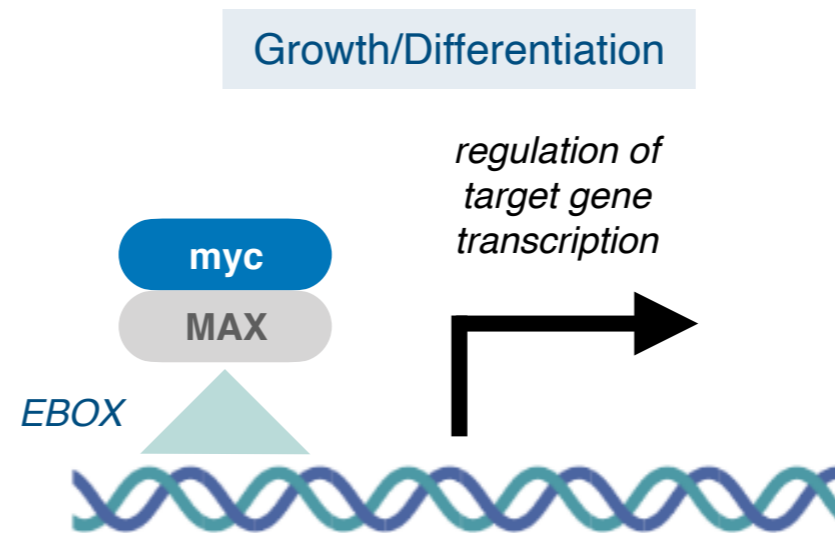 Growth/Differentiation
regulation of
target gene
transcription
myc
MAX
EBOX